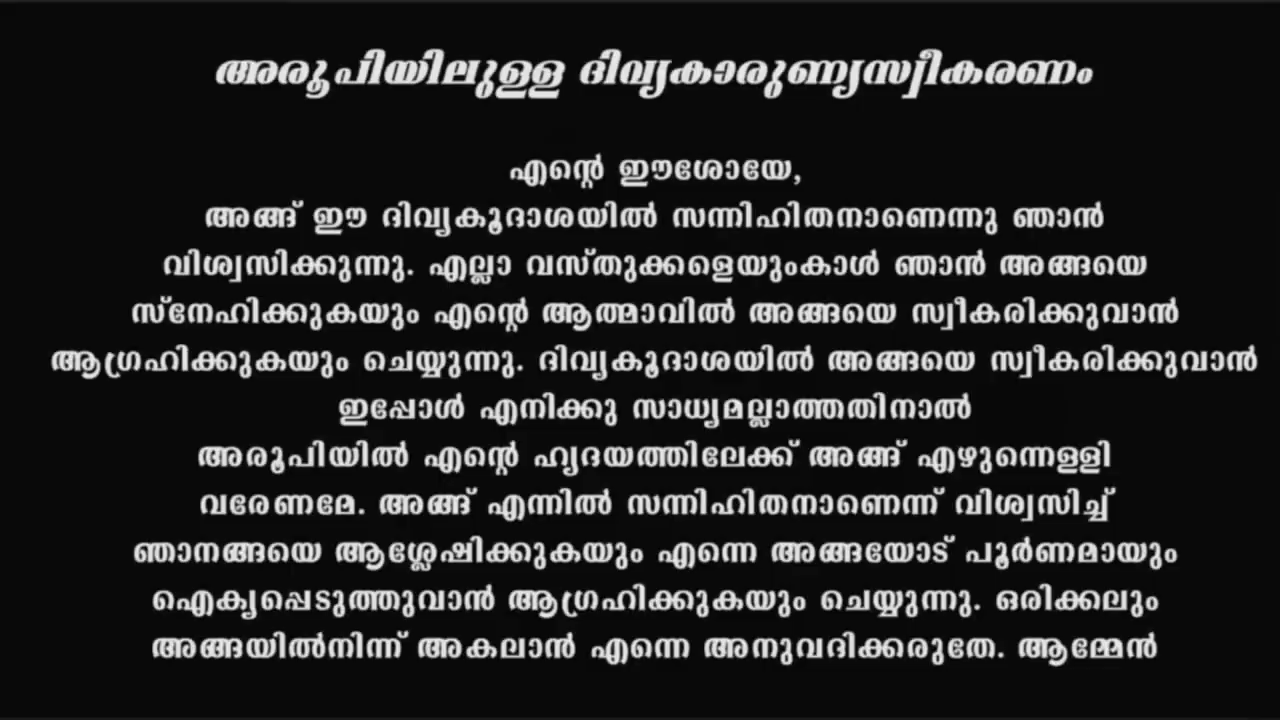 അരൂപിയിലുള്ള ദിവ്യകാരുണ്യസ്വീകരണം
എന്റെ ഈശോയേ,
അങ്ങ് ഈ ദിവ്യകൂദാശയിൽ സന്നിഹിതനാണെന്നു ഞാൻ
വിശ്വസിക്കുന്നു. എല്ലാ വസ്തുക്കളെയുംകാൾ ഞാൻ അങ്ങയെ
സ്നേഹിക്കുകയും എന്റെ ആത്മാവിൽ അങ്ങയെ സ്വീകരിക്കുവാൻ
ആഗ്രഹിക്കുകയും ചെയ്യുന്നു. ദിവ്യകൂദാശയിൽ അങ്ങയെ സ്വീകരിക്കുവാൻ
ഇപ്പോൾ എനിക്കു സാധ്യമല്ലാത്തതിനാൽ
അരൂപിയിൽ എന്റെ ഹൃദയത്തിലേക്ക് അങ്ങ് എഴുന്നെള്ളി
വരേണമേ. അങ്ങ് എന്നിൽ സന്നിഹിതനാണെന്ന് വിശ്വസിച്ച്
ഞാനങ്ങയെ ആശ്ലേഷിക്കുകയും എന്നെ അങ്ങയോട് പൂർണമായും
ഐക്യപ്പെടുത്തുവാൻ ആഗ്രഹിക്കുകയും ചെയ്യുന്നു. ഒരിക്കലും
അങ്ങയിൽനിന്ന് അകലാൻ എന്നെ അനുവദിക്കരുതേ. ആമ്മേൻ